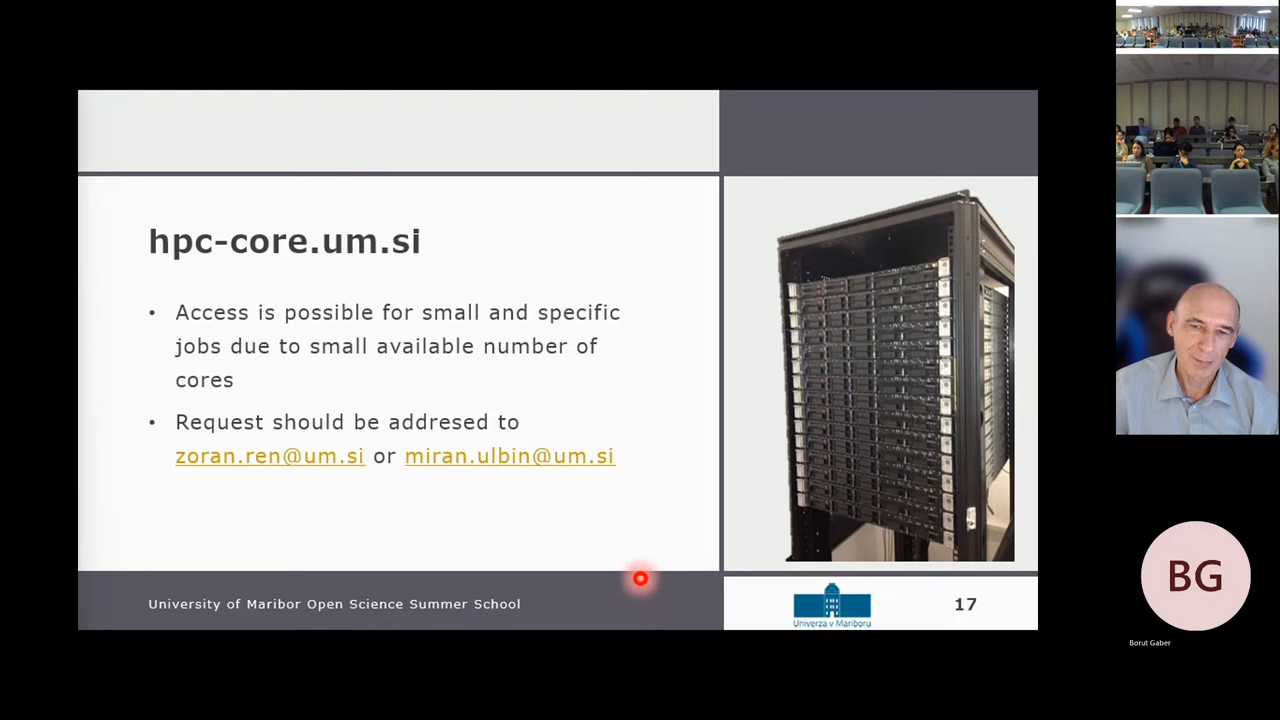 hpc-core.um.si
• Access is possible for small and specific
jobs due to small available number of
cores
• Request should be addresed to
zoran.ren@um.si or miran.ulbin@um.si
University of Maribor Open Science Summer School
Univerza v Mariboru
17
BG
Borut Gaber